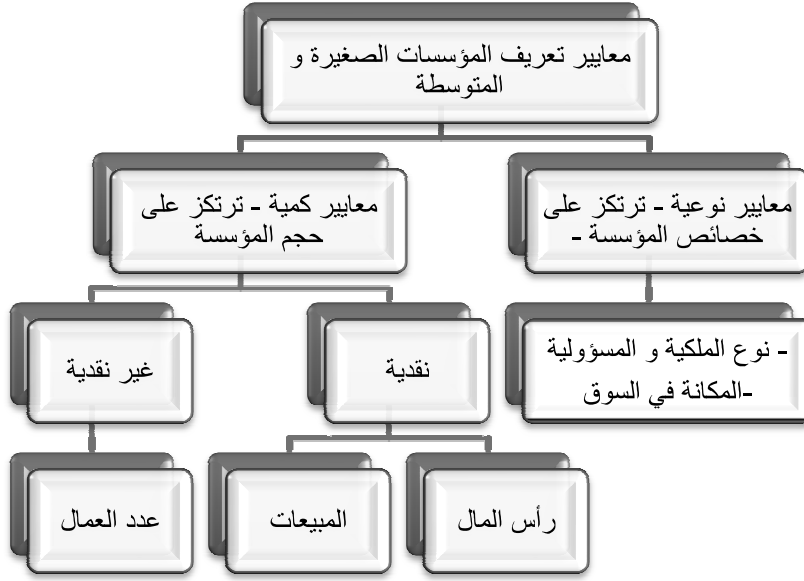 معايير تعريف المؤسسات الصغيرة و
المتوسطة
معايير نوعية - ترتكز على
خصائص المؤسسة -
معايير كمية - ترتكز على
حجم المؤسسة
- نوع الملكية و المسؤولية
-المكانة في السوق
نقدية
غير نقدية
رأس المال
المبيعات
عدد العمال